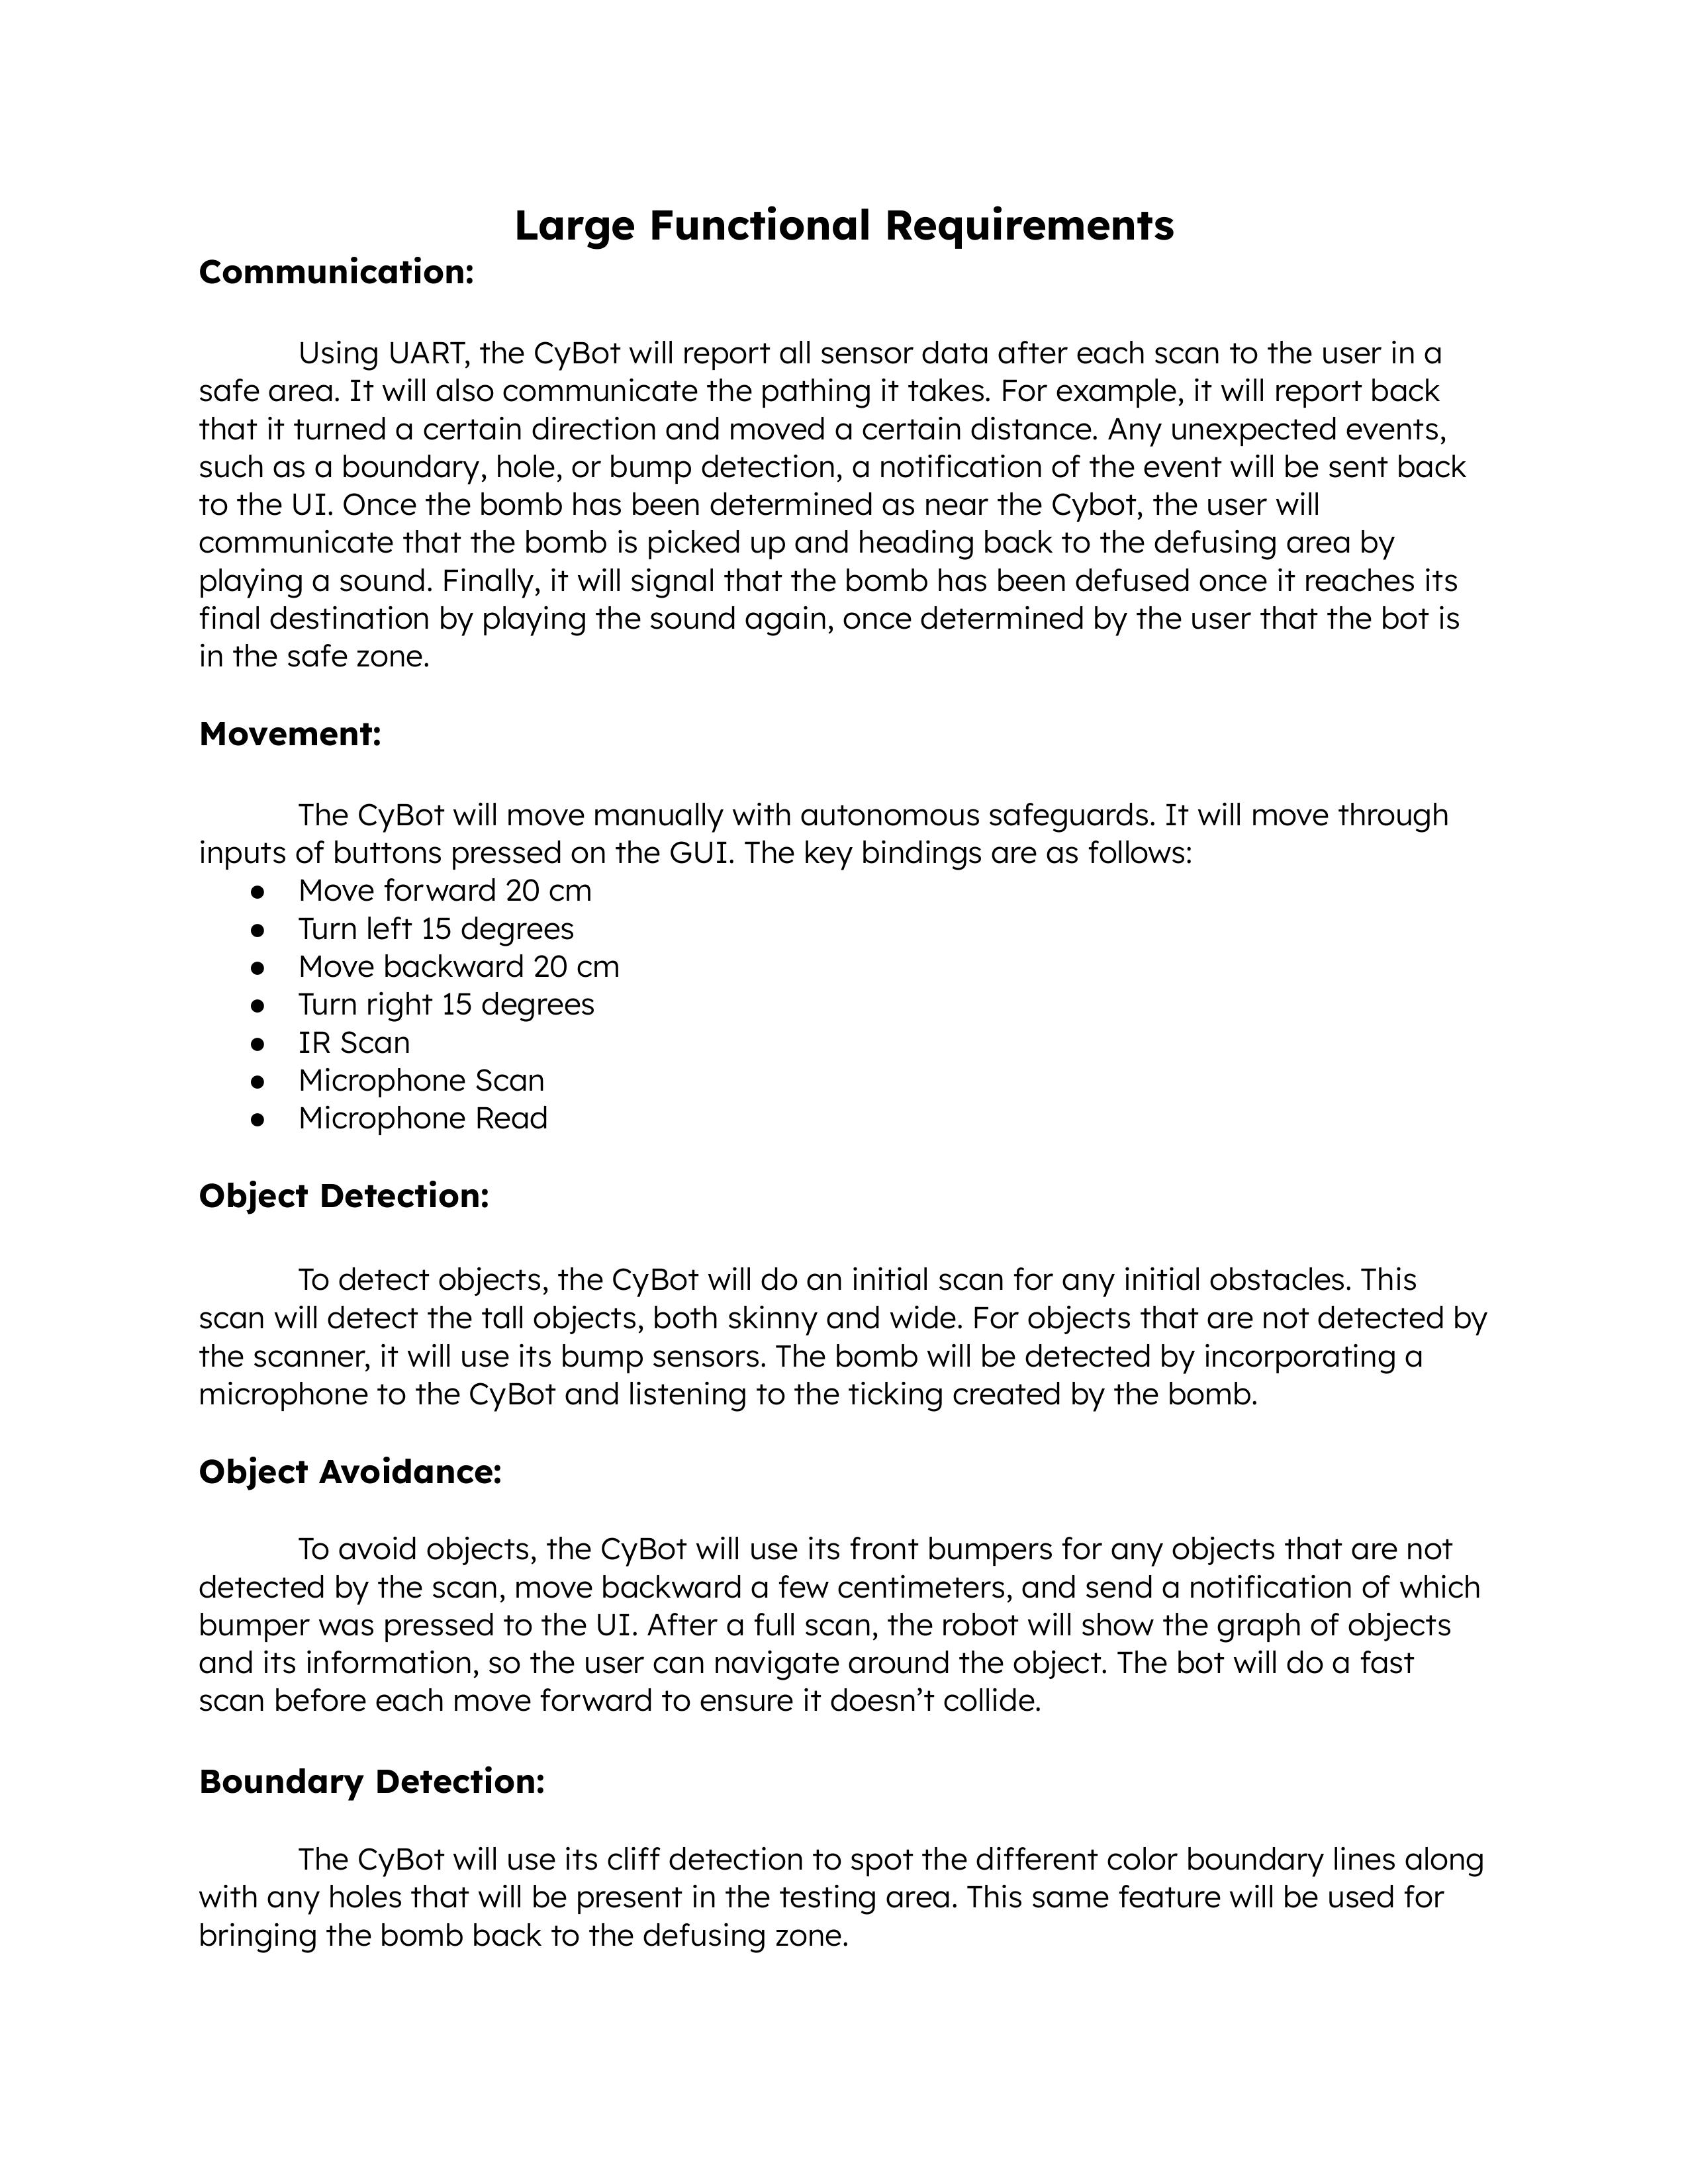 Large Functional Requirements
Communication:
Using UART, the CyBot will report all sensor data after each scan to the user in a
safe area. It will also communicate the pathing it takes. For example, it will report back
that it turned a certain direction and moved a certain distance. Any unexpected events,
such as a boundary, hole, or bump detection, a notification of the event will be sent back
to the UI. Once the bomb has been determined as near the Cybot, the user will
communicate that the bomb is picked up and heading back to the defusing area by
playing a sound. Finally, it will signal that the bomb has been defused once it reaches its
final destination by playing the sound again, once determined by the user that the bot is
in the safe zone.
Movement:
The CyBot will move manually with autonomous safeguards. It will move through
inputs of buttons pressed on the GUI. The key bindings are as follows:
● Move forward 20 cm
● Turn left 15 degrees
● Move backward 20 cm
● Turn right 15 degrees
● IR Scan
● Microphone Scan
● Microphone Read
Object Detection:
To detect objects, the CyBot will do an initial scan for any initial obstacles. This
scan will detect the tall objects, both skinny and wide. For objects that are not detected by
the scanner, it will use its bump sensors. The bomb will be detected by incorporating a
microphone to the CyBot and listening to the ticking created by the bomb.
Object Avoidance:
To avoid objects, the CyBot will use its front bumpers for any objects that are not
detected by the scan, move backward a few centimeters, and send a notification of which
bumper was pressed to the UI. After a full scan, the robot will show the graph of objects
and its information, so the user can navigate around the object. The bot will do a fast
scan before each move forward to ensure it doesn’t collide.
Boundary Detection:
The CyBot will use its cliff detection to spot the different color boundary lines along
with any holes that will be present in the testing area. This same feature will be used for
bringing the bomb back to the defusing zone.